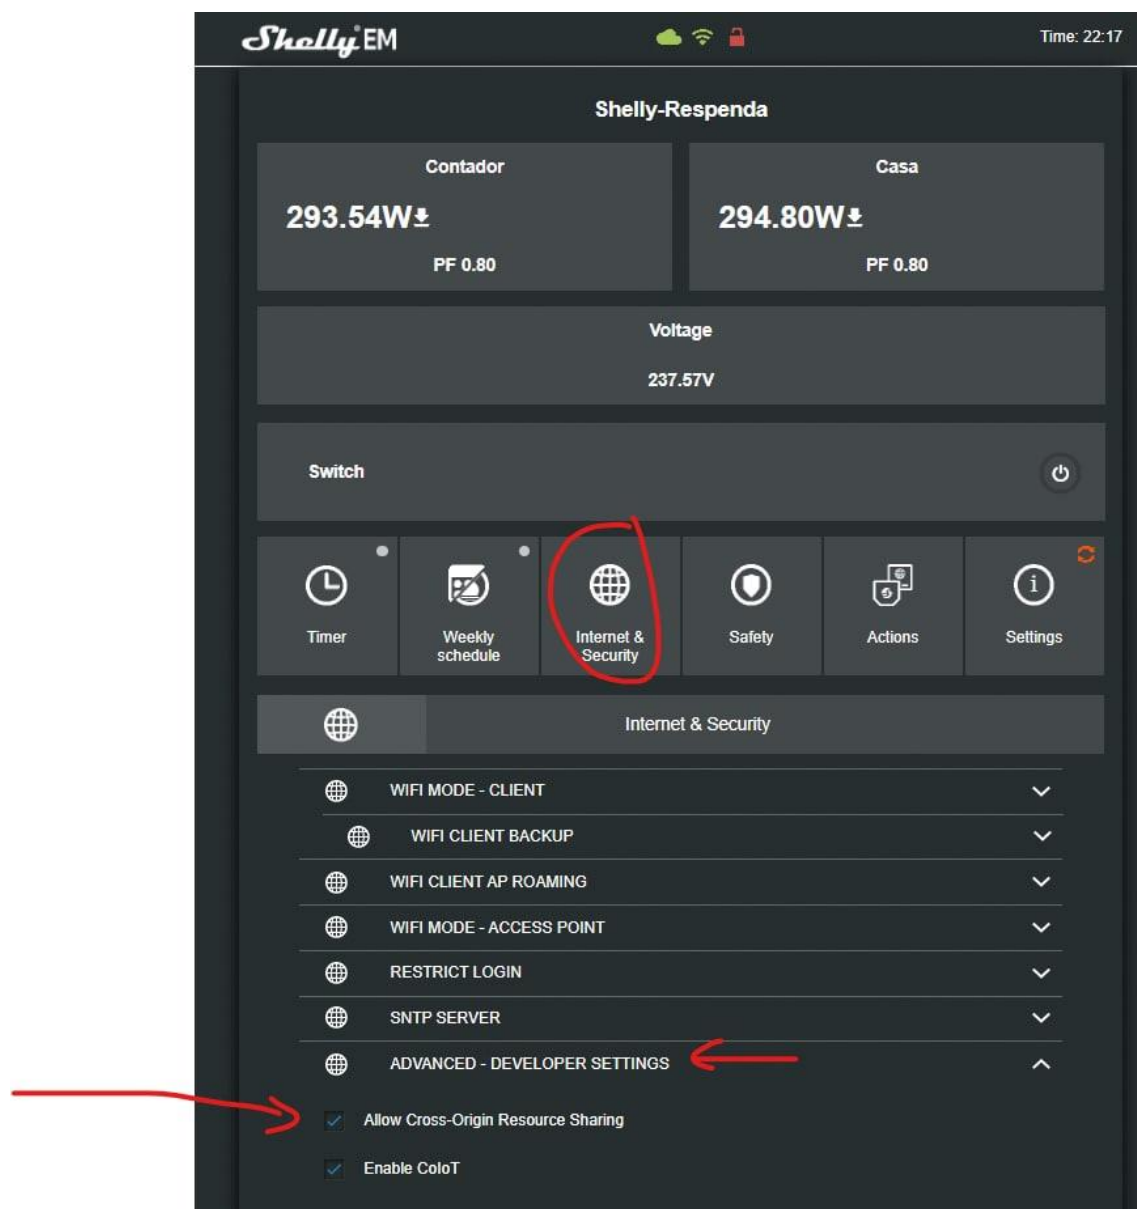 Shelly EM
Time: 22:17
Shelly-Respenda
Contador
Casa
293.54W
294.80W
PF 0.80
PF 0.80
Voltage
237.57V
Switch
Timer
Weekly
schedule
Internet &
Security
Safety
Actions
Settings
Internet & Security
WIFI MODE - CLIENT
WIFI CLIENT BACKUP
WIFI CLIENT AP ROAMING
WIFI MODE - ACCESS POINT
RESTRICT LOGIN
SNTP SERVER
ADVANCED - DEVELOPER SETTINGS
Allow Cross-Origin Resource Sharing
Enable CoIoT